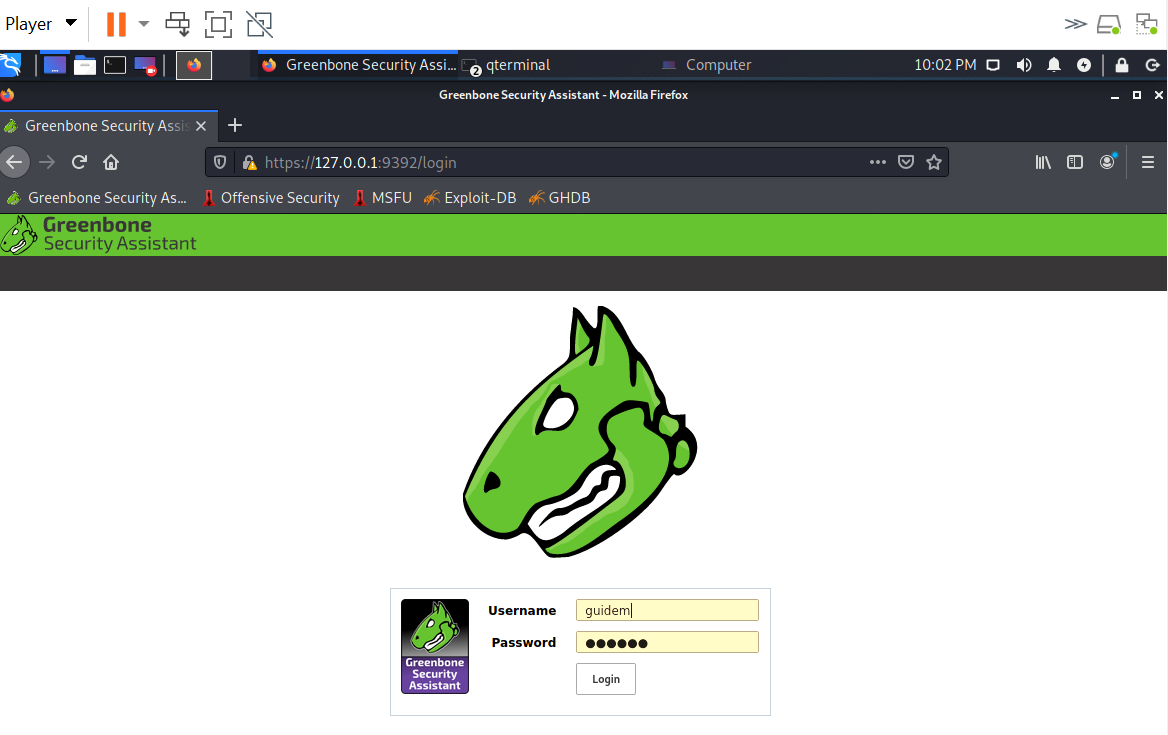 Player
Greenbone Security Assi... 2 qterminal Computer 10:02 PM
Greenbone Security Assistant - Mozilla Firefox
Greenbone Security Assis
https://127.0.0.1:9392/login
Greenbone Security As... Offensive Security MSFU Exploit-DB GHDB
Greenbone
Security Assistant
Username guidem
Password ●●●●●●
Greenbone
Security
Assistant
Login